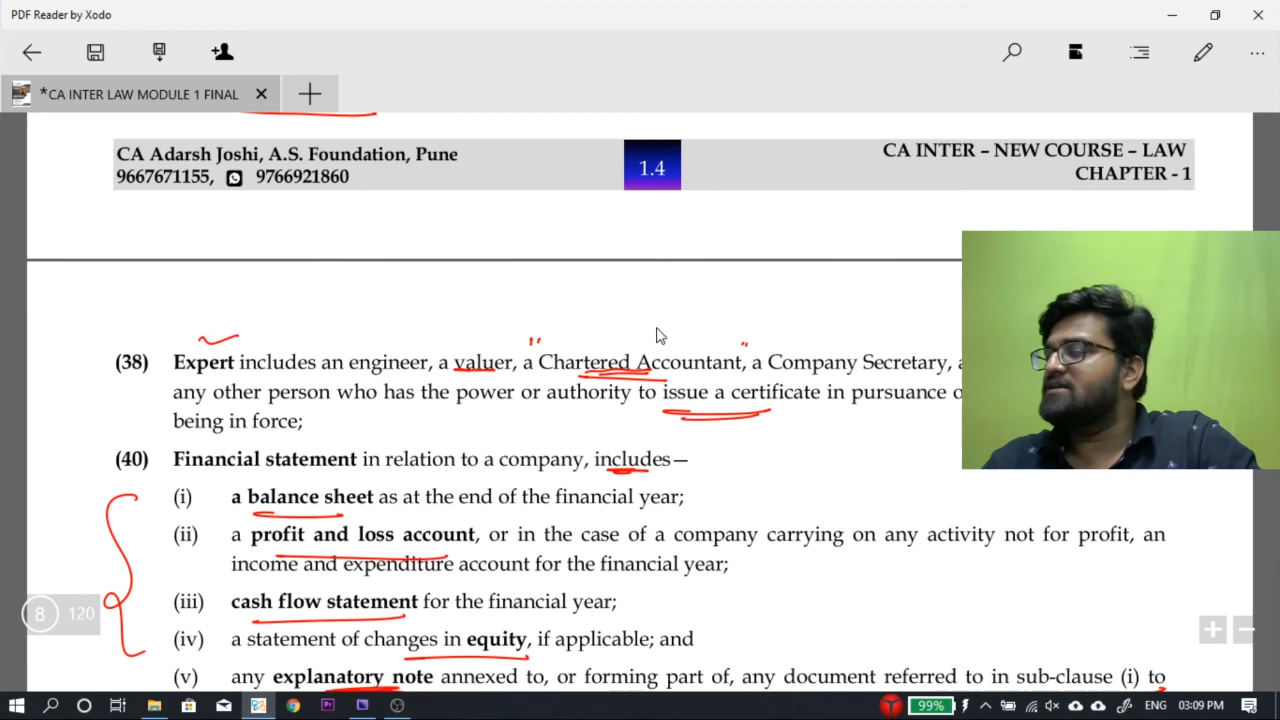 PDF Reader by Xodo
*CA INTER LAW MODULE 1 FINAL
CA Adarsh Joshi, A.S. Foundation, Pune
9667671155, 9766921860
1.4
CA INTER – NEW COURSE – LAW
CHAPTER - 1
(38) Expert includes an engineer, a valuer, a Chartered Accountant, a Company Secretary, a
any other person who has the power or authority to issue a certificate in pursuance o
being in force;
(40) Financial statement in relation to a company, includes—
(i) a balance sheet as at the end of the financial year;
(ii) a profit and loss account, or in the case of a company carrying on any activity not for profit, an
income and expenditure account for the financial year;
(iii) cash flow statement for the financial year;
(iv) a statement of changes in equity, if applicable; and
(v) any explanatory note annexed to, or forming part of, any document referred to in sub-clause (i) to
8 120
99% ENG 03:09 PM